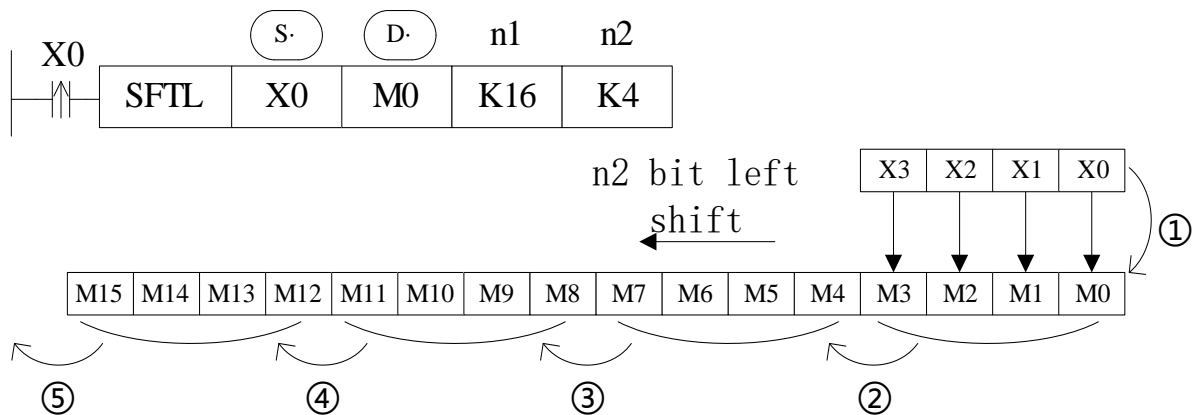 S· D· n1 n2
X0
SFTL X0 M0 K16 K4
n2 bit left
shift
X3 X2 X1 X0
①
M15 M14 M13 M12 M11 M10 M9 M8 M7 M6 M5 M4 M3 M2 M1 M0
⑤ ④ ③ ②